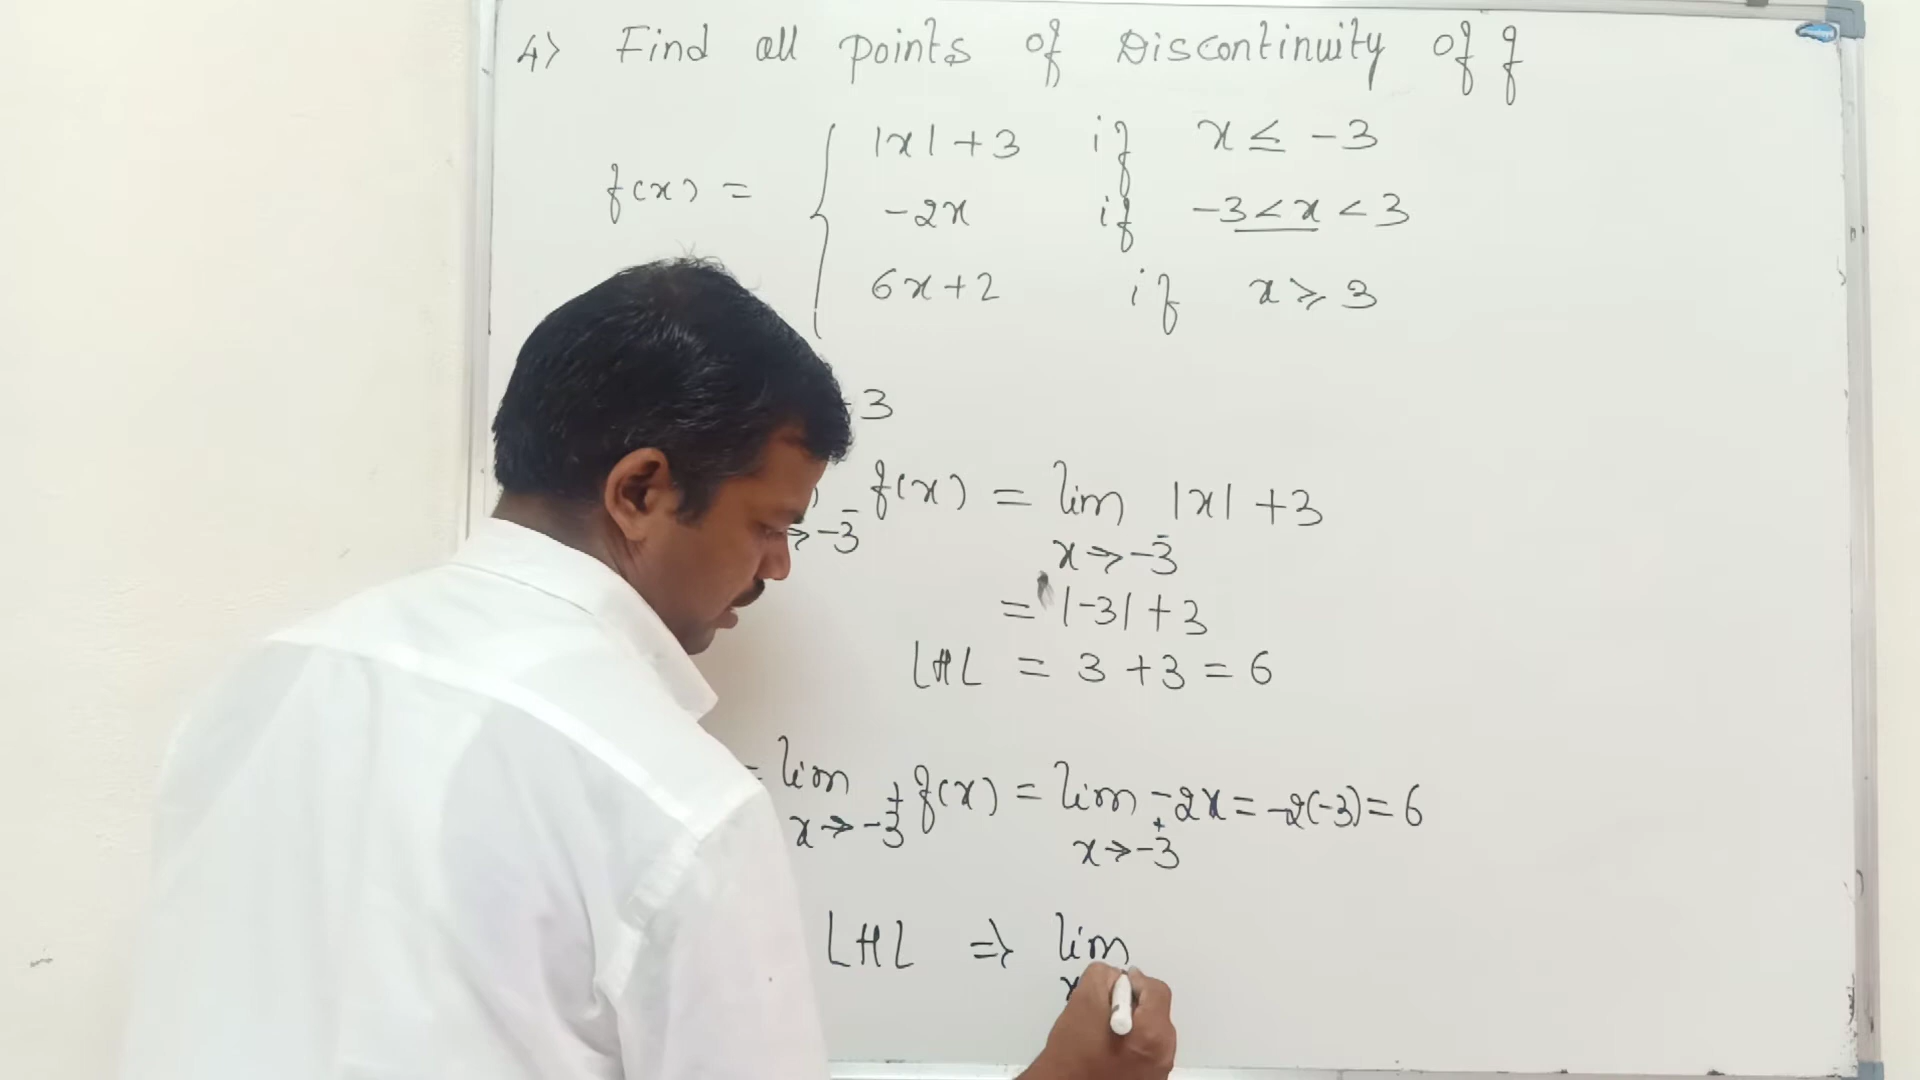 4) Find all points of Discontinuity of f
f(x) = { |x| + 3 if x ≤ -3
-2x if -3 < x < 3
6x + 2 if x ≥ 3
3
→ -3⁻ f(x) = lim |x| + 3
x → -3⁻
= |-3| + 3
LHL = 3 + 3 = 6
= lim f(x) = lim -2x = -2(-3) = 6
x → -3⁺ x → -3⁺
LHL ⇒ lim
x